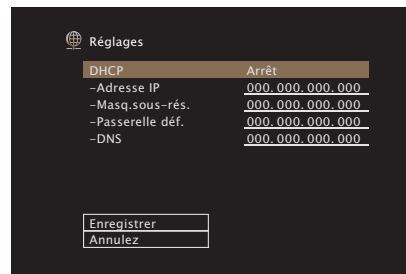 Réglages
DHCP Arrêt
–Adresse IP 000. 000. 000. 000
–Masq.sous–rés. 000. 000. 000. 000
–Passerelle déf. 000. 000. 000. 000
–DNS 000. 000. 000. 000
Enregistrer
Annulez